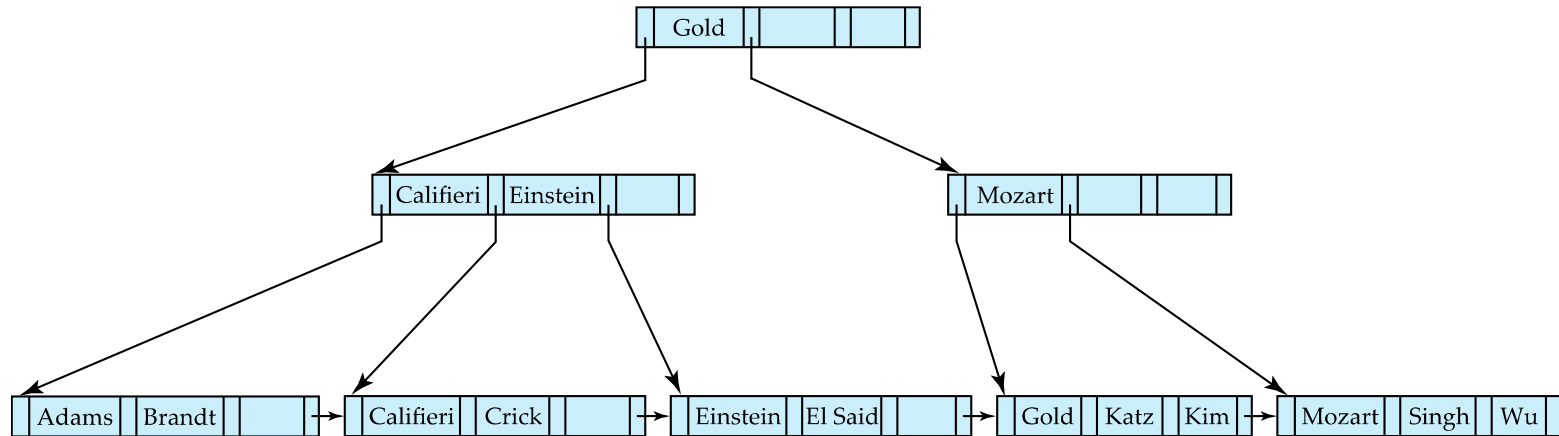 Gold
Califieri Einstein Mozart
Adams Brandt Califieri Crick Einstein El Said Gold Katz Kim Mozart Singh Wu